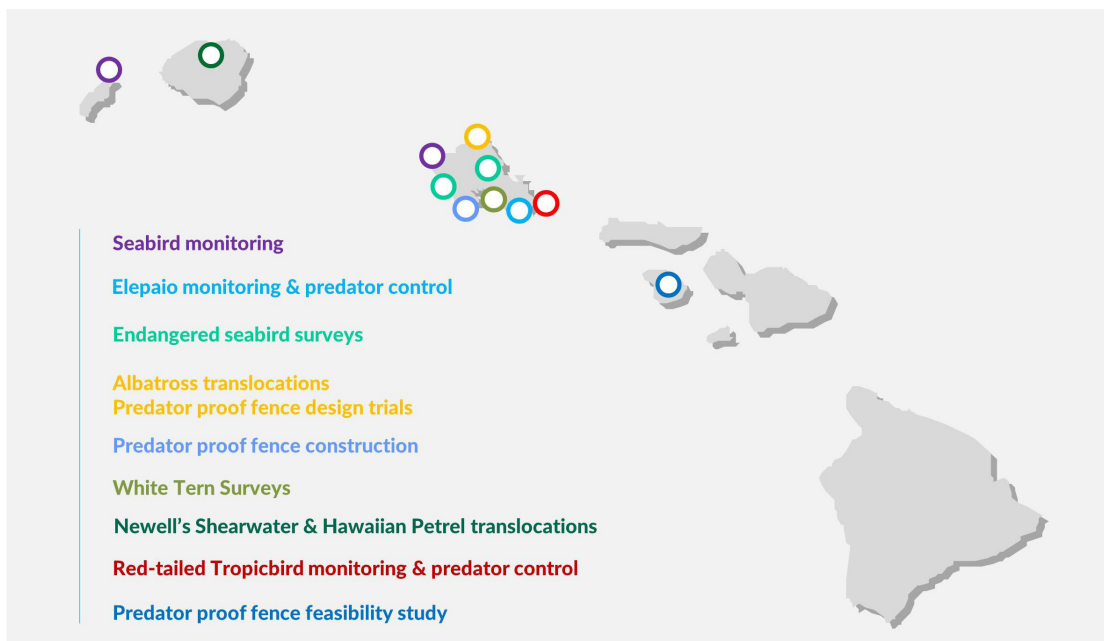 Seabird monitoring
Elepaio monitoring & predator control
Endangered seabird surveys
Albatross translocations
Predator proof fence design trials
Predator proof fence construction
White Tern Surveys
Newell's Shearwater & Hawaiian Petrel translocations
Red-tailed Tropicbird monitoring & predator control
Predator proof fence feasibility study